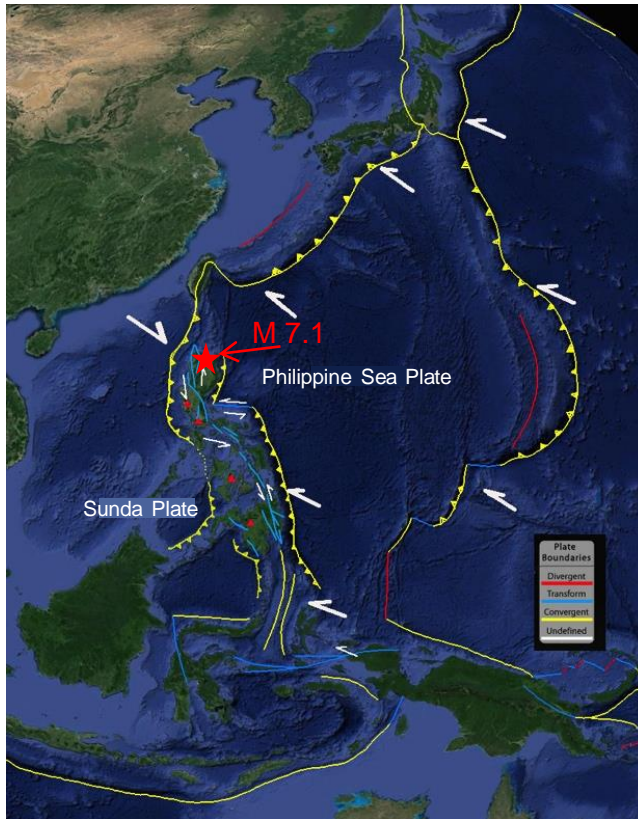 M 7.1
Philippine Sea Plate
Sunda Plate
Plate
Boundaries
Divergent
Transform
Convergent
Undefined